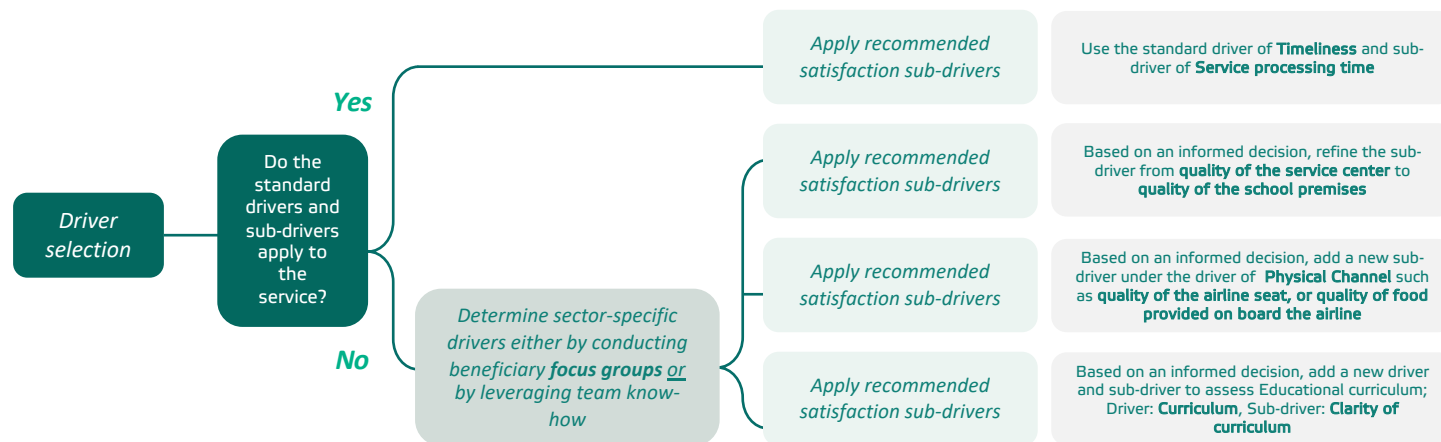 Driver
selection
Do the
standard
drivers and
sub-drivers
apply to
the
service?
Yes
No
Determine sector-specific
drivers either by conducting
beneficiary focus groups or
by leveraging team know-
how
Apply recommended
satisfaction sub-drivers
Use the standard driver of Timeliness and sub-
driver of Service processing time
Apply recommended
satisfaction sub-drivers
Based on an informed decision, refine the sub-
driver from quality of the service center to
quality of the school premises
Apply recommended
satisfaction sub-drivers
Based on an informed decision, add a new sub-
driver under the driver of Physical Channel such
as quality of the airline seat, or quality of food
provided on board the airline
Apply recommended
satisfaction sub-drivers
Based on an informed decision, add a new driver
and sub-driver to assess Educational curriculum;
Driver: Curriculum, Sub-driver: Clarity of
curriculum